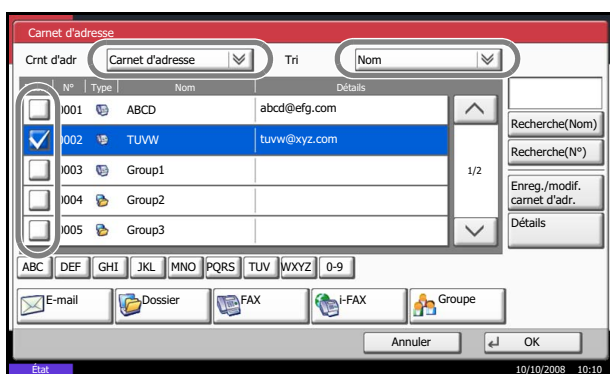 Carnet d'adresse
Crnt d'adr Carnet d'adresse Tri Nom
N° Type Nom Détails
0001 ABCD abcd@efg.com
0002 TUVW tuvw@xyz.com
0003 Group1
0004 Group2
0005 Group3
1/2
Recherche(Nom)
Recherche(N°)
Enreg./modif.
carnet d'adr.
Détails
ABC DEF GHI JKL MNO PQRS TUV WXYZ 0-9
E-mail Dossier FAX i-FAX Groupe
Annuler OK
État 10/10/2008 10:10